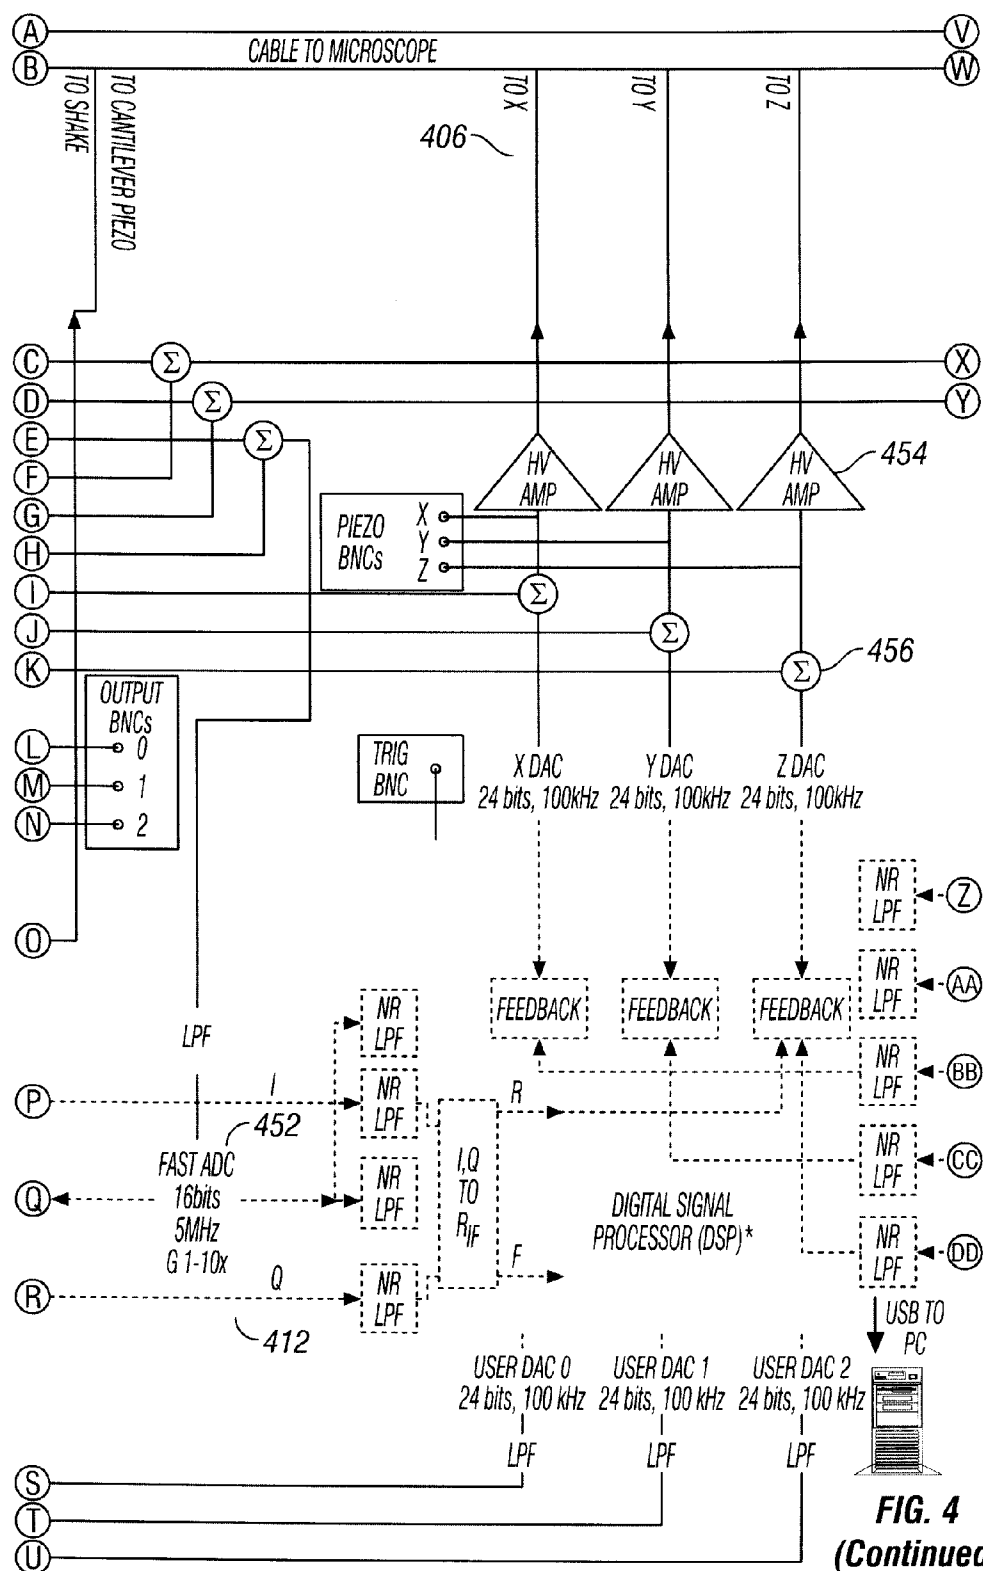 A
V
CABLE TO MICROSCOPE
B
W
TO SHAKE
TO CANTILEVER PIEZO
TO X
TO Y
TO Z
406
C
Σ
X
D
Σ
Y
E
Σ
F
G
H
I
J
K
HV
AMP
HV
AMP
HV
AMP
454
PIEZO
BNCs
X
Y
Z
Σ
Σ
Σ
456
OUTPUT
BNCs
L
0
M
1
N
2
O
TRIG
BNC
X DAC
24 bits, 100kHz
Y DAC
24 bits, 100kHz
Z DAC
24 bits, 100kHz
NR
LPF
Z
NR
LPF
AA
NR
LPF
BB
NR
LPF
CC
NR
LPF
DD
FEEDBACK
FEEDBACK
FEEDBACK
LPF
NR
LPF
P
I
NR
LPF
452
FAST ADC
16bits
5MHz
G 1-10x
Q
NR
LPF
R
Q
NR
LPF
412
I,Q
TO
RIF
R
F
DIGITAL SIGNAL
PROCESSOR (DSP)*
USB TO
PC
USER DAC 0
24 bits, 100 kHz
USER DAC 1
24 bits, 100 kHz
USER DAC 2
24 bits, 100 kHz
LPF
LPF
LPF
S
T
U
FIG. 4
(Continued